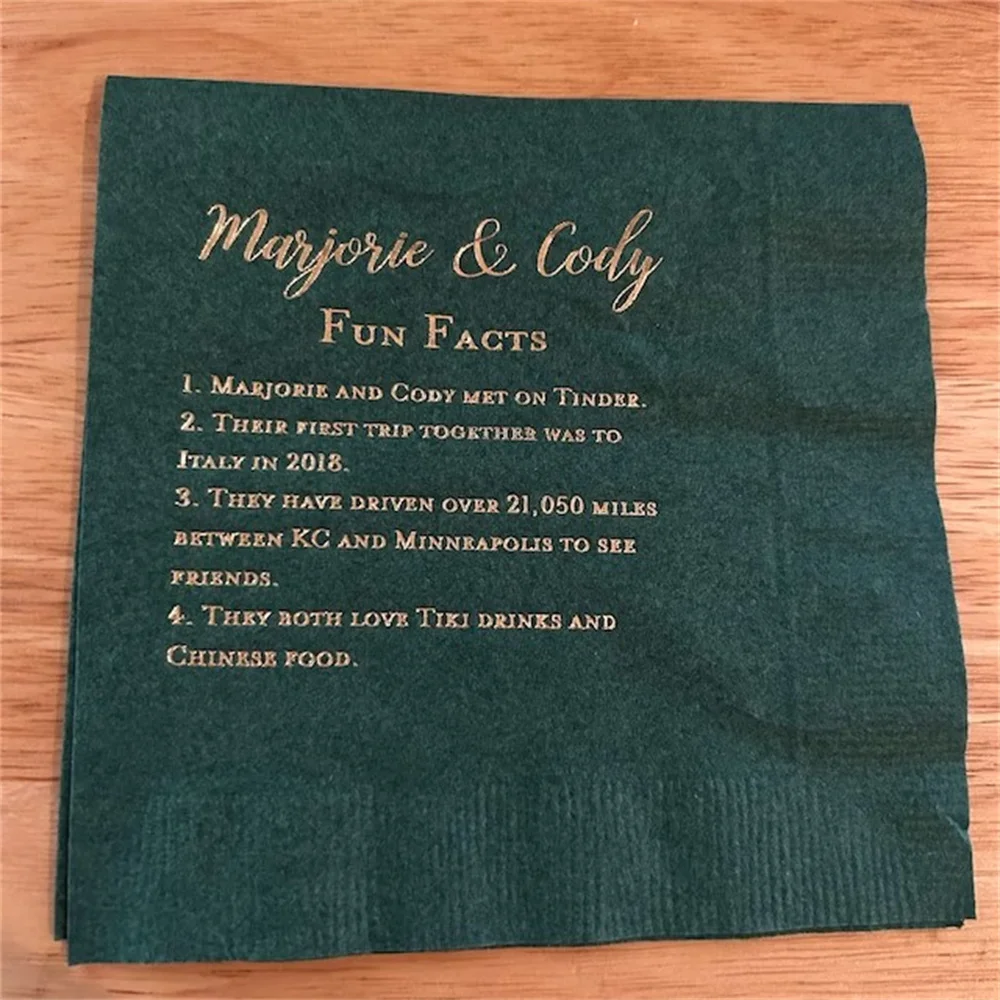 Marjorie & Cody
Fun Facts
1. Marjorie and Cody met on Tinder.
2. Their first trip together was to
Italy in 2018.
3. They have driven over 21,050 miles
between KC and Minneapolis to see
friends.
4. They both love Tiki drinks and
Chinese food.